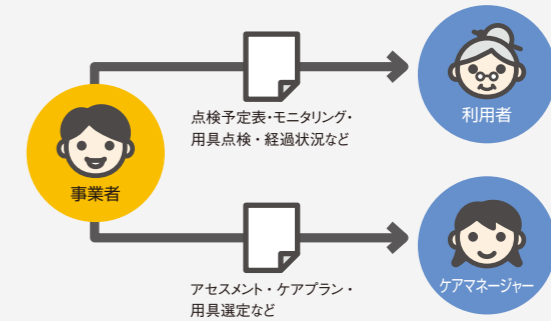 点検予定表・モニタリング・
用具点検・経過状況など
利用者
事業者
アセスメント・ケアプラン・
用具選定など
ケアマネージャー